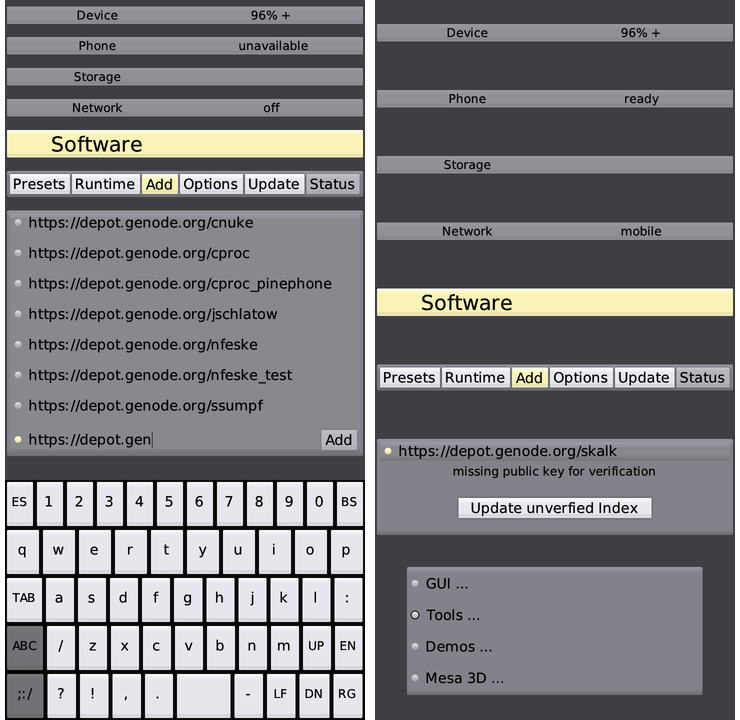 Device 96% +
Phone unavailable
Storage
Network off
Software
Presets Runtime Add Options Update Status
https://depot.genode.org/cnuke
https://depot.genode.org/cproc
https://depot.genode.org/cproc_pinephone
https://depot.genode.org/jschlatow
https://depot.genode.org/nfeske
https://depot.genode.org/nfeske_test
https://depot.genode.org/ssumpf
https://depot.gen Add
ES 1 2 3 4 5 6 7 8 9 0 BS
q w e r t y u i o p
TAB a s d f g h j k l :
ABC / z x c v b n m UP EN
;:/ ? ! , . - LF DN RG
Device 96% +
Phone ready
Storage
Network mobile
Software
Presets Runtime Add Options Update Status
https://depot.genode.org/skalk
missing public key for verification
Update unverfied Index
GUI ...
Tools ...
Demos ...
Mesa 3D ...